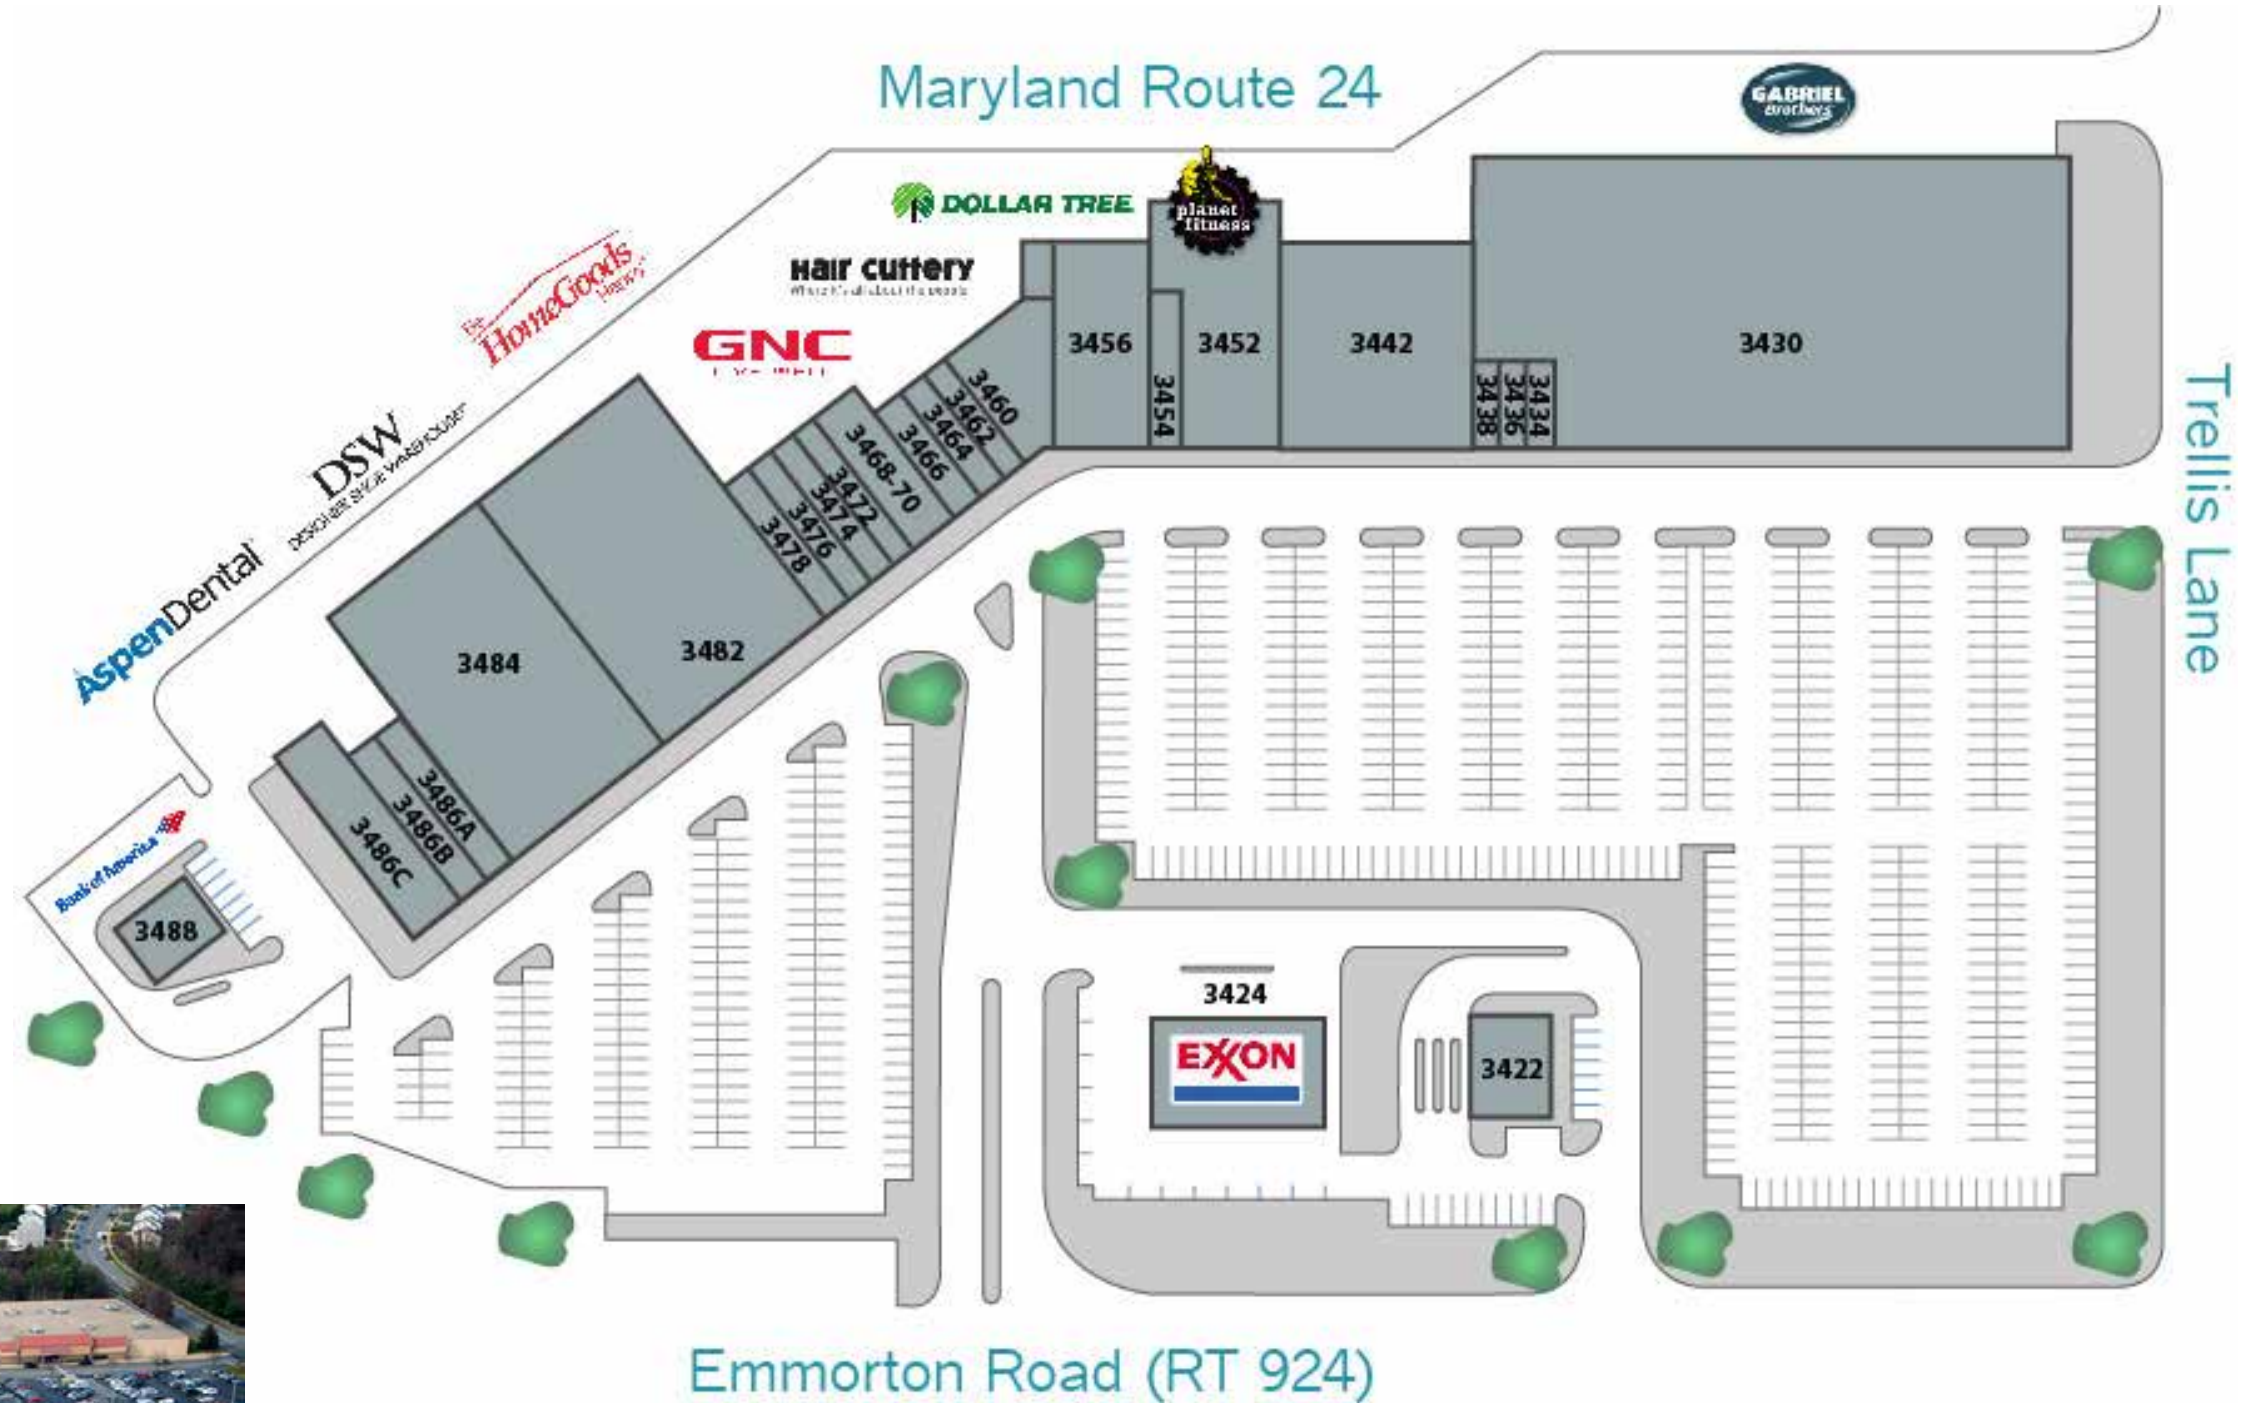 Maryland Route 24
GABRIEL
Brothers
DOLLAR TREE
planet
fitness
Hair Cuttery
HomeGoods
GNC
LIVE WELL
DSW
DESIGNER SHOE WAREHOUSE
AspenDental
Bank of America
3456
3454
3452
3442
3438
3436
3434
3430
3460
3462
3464
3466
3468-70
3472
3474
3476
3478
3482
3484
3486A
3486B
3486C
3488
Trellis Lane
3424
EXXON
3422
Emmorton Road (RT 924)